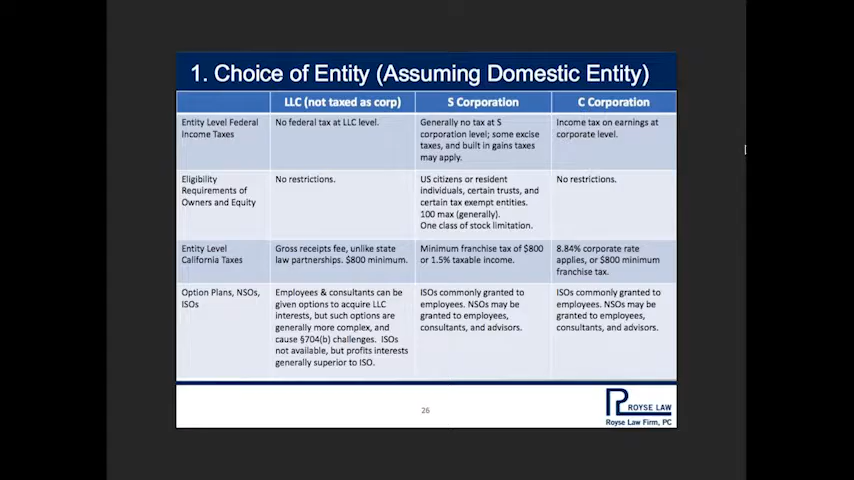 1. Choice of Entity (Assuming Domestic Entity)
LLC (not taxed as corp)
S Corporation
C Corporation
Entity Level Federal
Income Taxes
No federal tax at LLC level.
Generally no tax at S
corporation level; some excise
taxes, and built in gains taxes
may apply.
Income tax on earnings at
corporate level.
Eligibility
Requirements of
Owners and Equity
No restrictions.
US citizens or resident
individuals, certain trusts, and
certain tax exempt entities.
100 max (generally).
One class of stock limitation.
No restrictions.
Entity Level
California Taxes
Gross receipts fee, unlike state
law partnerships. $800 minimum.
Minimum franchise tax of $800
or 1.5% taxable income.
8.84% corporate rate
applies, or $800 minimum
franchise tax.
Option Plans, NSOs,
ISOs
Employees & consultants can be
given options to acquire LLC
interests, but such options are
generally more complex, and
cause §704(b) challenges. ISOs
not available, but profits interests
generally superior to ISO.
ISOs commonly granted to
employees. NSOs may be
granted to employees,
consultants, and advisors.
ISOs commonly granted to
employees. NSOs may be
granted to employees,
consultants, and advisors.
26
ROYSE LAW
Royse Law Firm, PC